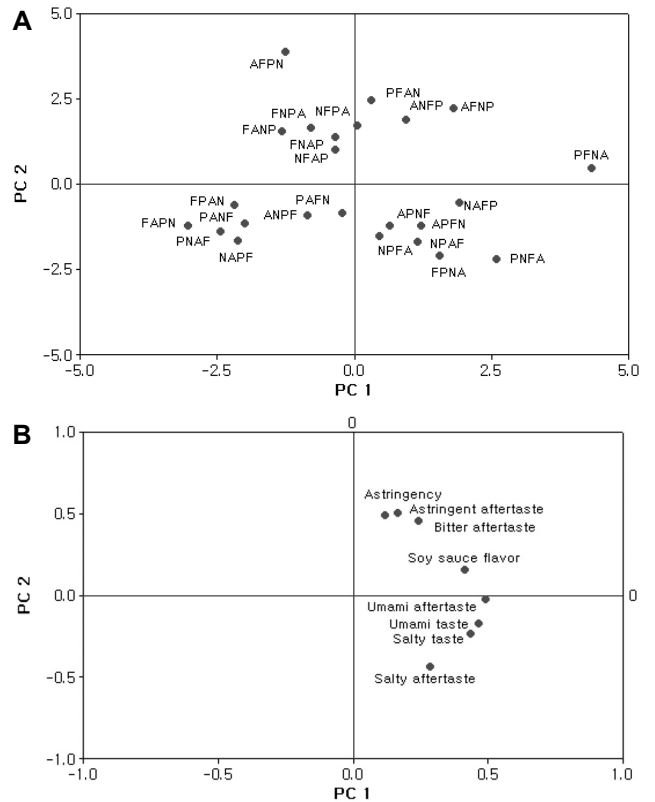 A
5.0
AFPN
2.5
PFAN
FNPA NFPA
ANFP AFNP
FANP
FNAP
NFAP
PFNA
PC 2
0.0
FPAN
PAFN
NAFP
FAPN PANF ANPF
APNF APFN
PNAF
NPFA NPAF
NAPF
FPNA
PNFA
-2.5
-5.0
-5.0 -2.5 0.0 2.5 5.0
PC 1
B
0
1.0
Astringency
0.5
Astringent aftertaste
Bitter aftertaste
Soy sauce flavor
PC 2
0.0
0
Umami aftertaste
Umami taste
Salty taste
-0.5
Salty aftertaste
-1.0
-1.0 -0.5 0.0 0.5 1.0
PC 1